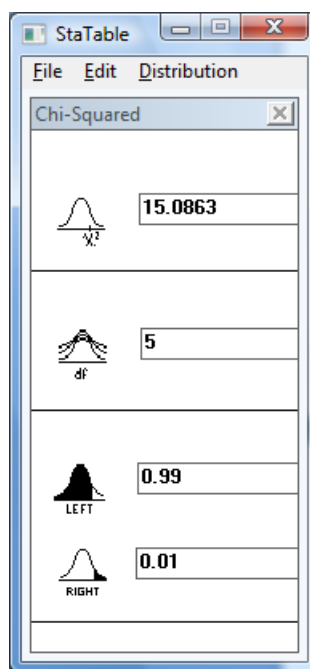 StaTable
File Edit Distribution
Chi-Squared
15.0863
χ²
5
df
0.99
LEFT
0.01
RIGHT